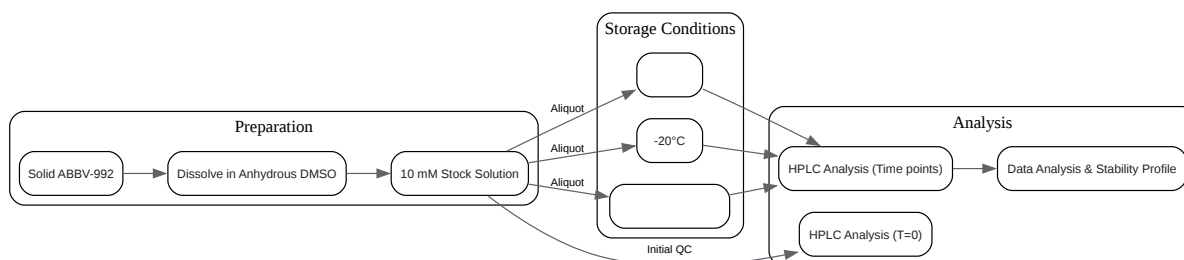 Storage Conditions
Preparation
Analysis
Solid ABBV-992
Dissolve in Anhydrous DMSO
10 mM Stock Solution
Aliquot
Aliquot
Aliquot
-20°C
HPLC Analysis (Time points)
Data Analysis & Stability Profile
HPLC Analysis (T=0)
Initial QC